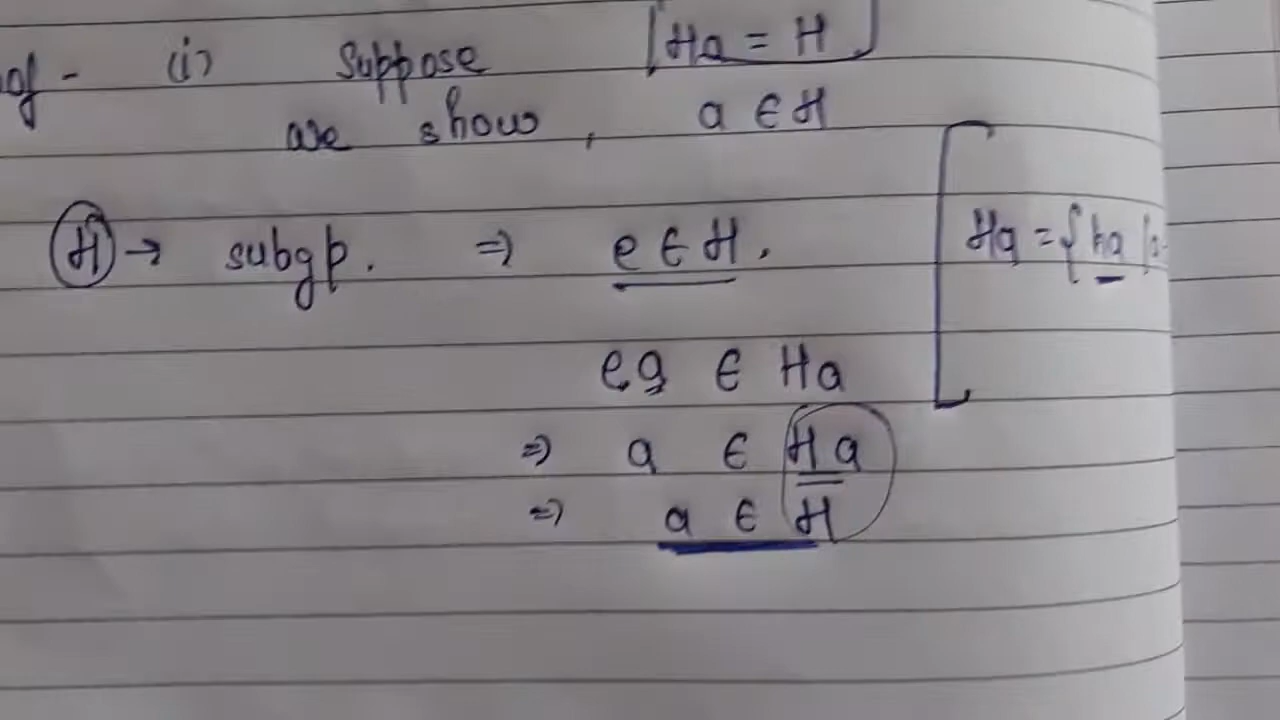 of - (i) Suppose [Ha = H]
we show, a ∈ H
H → subgp. ⇒ e ∈ H.
Ha = { ha |
ea ∈ Ha
⇒ a ∈ Ha
⇒ a ∈ H